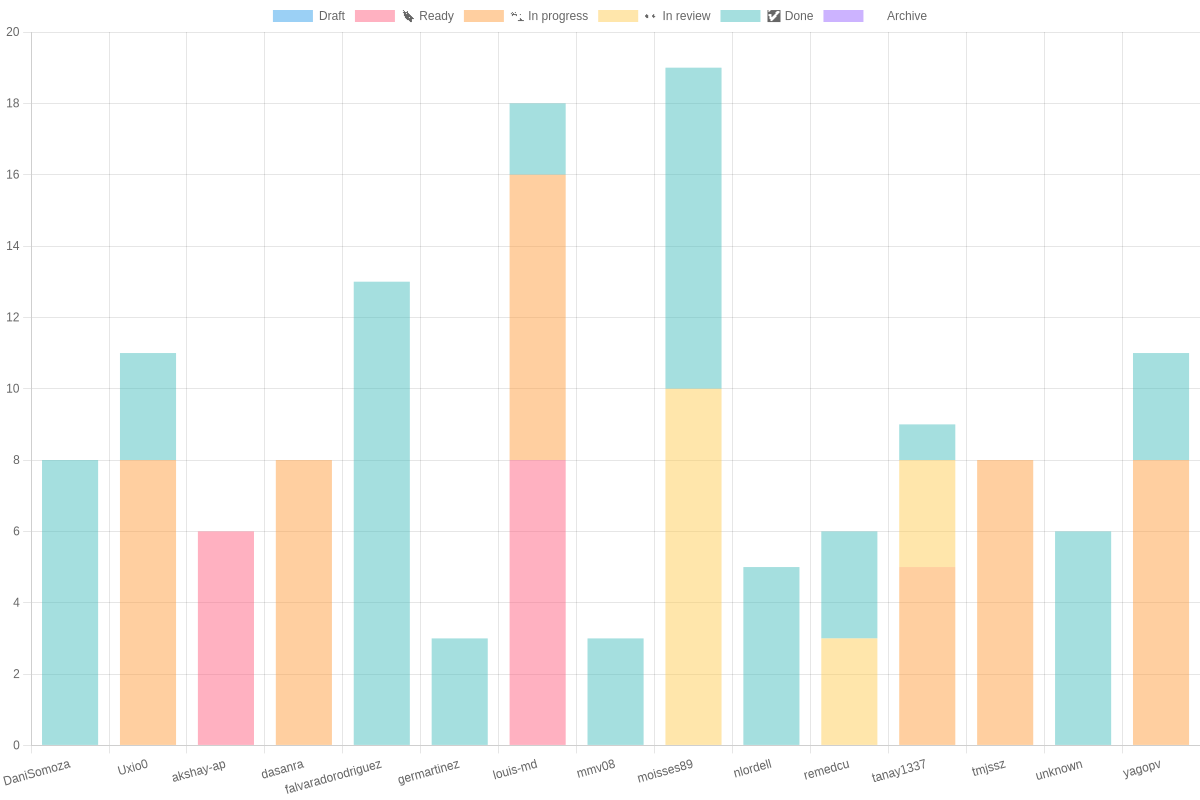 Draft 🔖 Ready 🏗 In progress 👀 In review ✅ Done Archive
20
18
16
14
12
10
8
6
4
2
0
DaniSomoza
Uxio0
akshay-ap
dasanra
falvaradorodriguez
germartinez
louis-md
mmv08
moisses89
nlordell
remedcu
tanay1337
tmjssz
unknown
yagopv